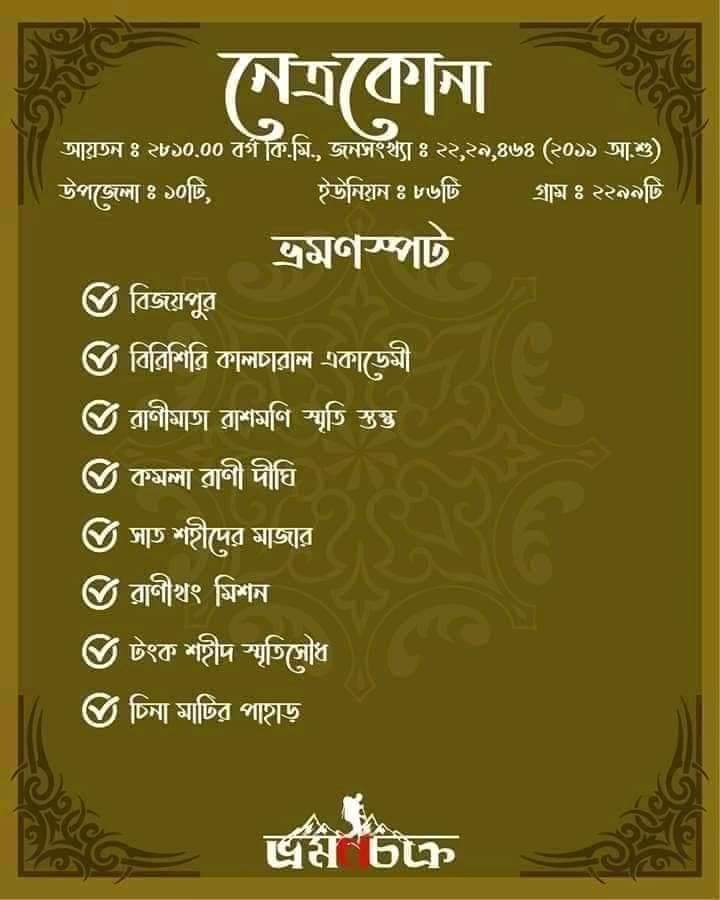 নেত্রকোনা
আয়তন ঃ ২৮১০.০০ বর্গ কি.মি., জনসংখ্যা ঃ ২২,২৯,৪৬৪ (২০১১ আ.শু)
উপজেলা ঃ ১০টি, ইউনিয়ন ঃ ৮৬টি গ্রাম ঃ ২২৯৯টি
ভ্রমণস্পট
বিজয়পুর
বিরিশিরি কালচারাল একাডেমী
রাণীমাতা রাশমণি স্মৃতি স্তম্ভ
কমলা রাণী দীঘি
সাত শহীদের মাজার
রাণীখং মিশন
টংক শহীদ স্মৃতিসৌধ
চিনা মাটির পাহাড়
ভ্রমণচক্র